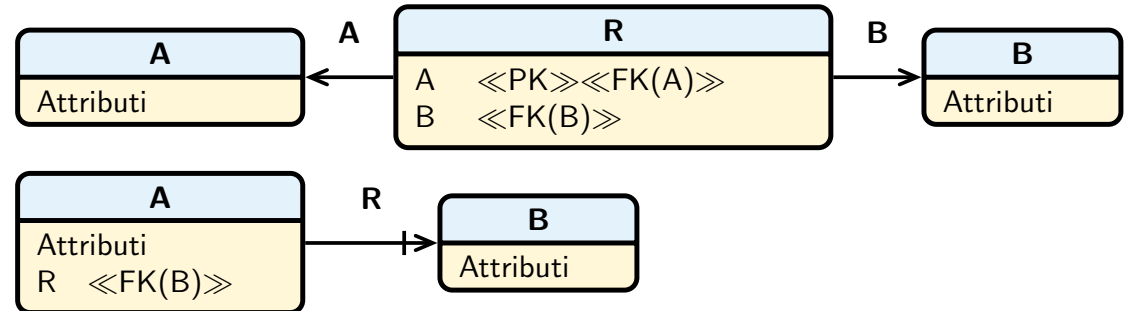 A
Attributi
A
R
A ≪PK≫≪FK(A)≫
B ≪FK(B)≫
B
B
Attributi
A
Attributi
R ≪FK(B)≫
R
B
Attributi